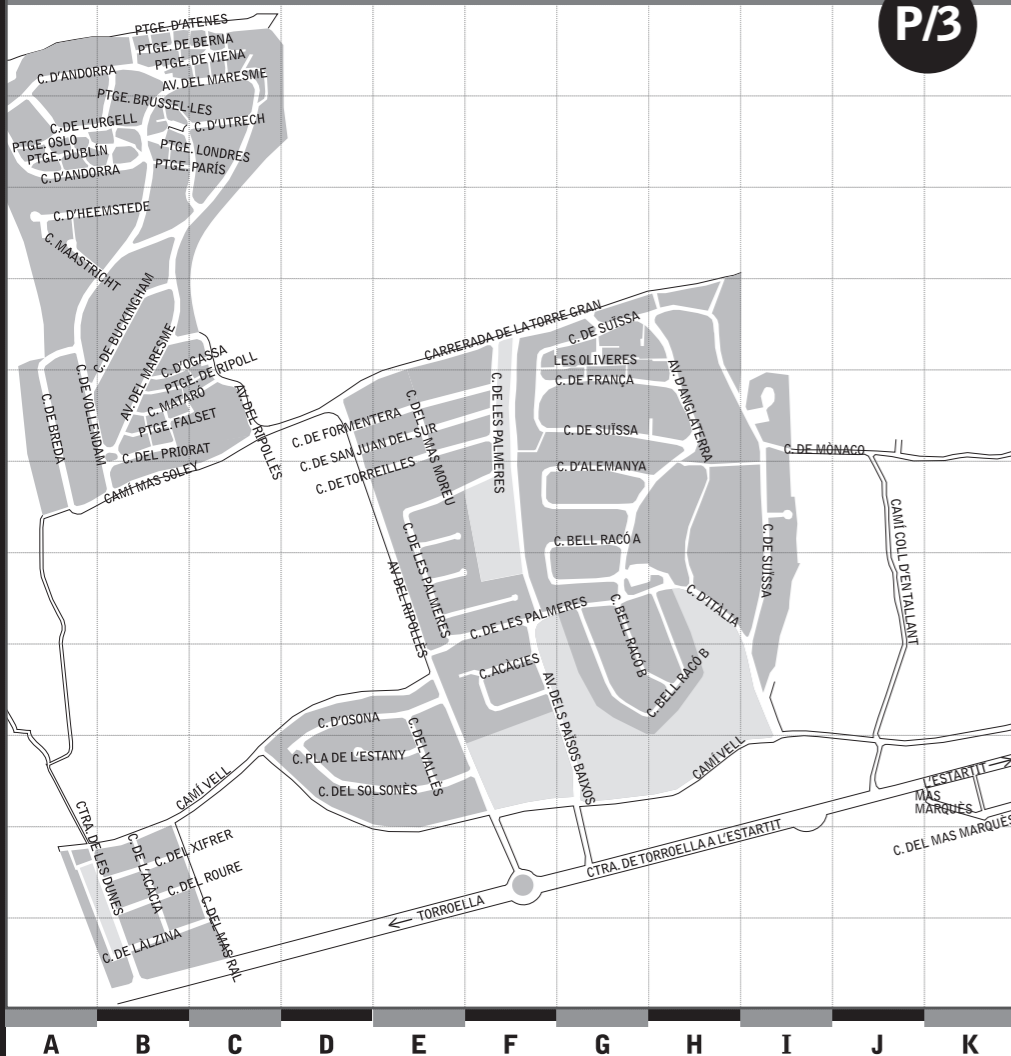 P/3
PTGE. D'ATENES
PTGE. DE BERNA
PTGE. DE VIENA
C. D'ANDORRA
AV. DEL MARESME
PTGE. BRUSSEL·LES
C. DE L'URGELL
C. D'UTRECH
PTGE. OSLO
PTGE. DUBLÍN
PTGE. LONDRES
PTGE. PARÍS
C. D'ANDORRA
C. D'HEEMSTEDE
C. MAASTRICHT
C. DE BUCKINGHAM
AV. DEL MARESME
C. D'OGASSA
PTGE. DE RIPOLL
C. MATARÓ
PTGE. FALSET
C. DEL PRIORAT
CAMÍ MAS SOLEY
C. DE BREDA
C. DE VOLLENDAM
AV. DEL RIPOLLÈS
CARRERADA DE LA TORRE GRAN
C. DE SUÏSSA
LES OLIVERES
C. DE FRANÇA
AV. D'ANGLATERRA
C. DE LES PALMERES
C. DEL MAS MOREU
C. DE FORMENTERA
C. DE SAN JUAN DEL SUR
C. DE TORREILLES
C. DE SUÏSSA
C. D'ALEMANYA
C. DE MÒNACO
CAMÍ COLL D'ENTALLANT
C. BELL RACÓ A
C. DE SUÏSSA
C. DE LES PALMERES
AV. DEL RIPOLLÈS
C. DE LES PALMERES
C. D'ITÀLIA
C. BELL RACÓ B
C. BELL RACÓ B
C. ACÀCIES
AV. DELS PAÏSOS BAIXOS
C. D'OSONA
C. PLA DE L'ESTANY
C. DEL VALLÈS
C. DEL SOLSONÈS
CAMÍ VELL
CAMÍ VELL
L'ESTARTIT
MAS
MARQUÈS
C. DEL MAS MARQUÈS
CTRA. DE LES DUNES
C. DE L'ACÀCIA
C. DEL XIFRER
C. DEL ROURE
C. DEL MAS RAL
C. DE LÀLZINA
CTRA. DE TORROELLA A L'ESTARTIT
TORROELLA
A B C D E F G H I J K